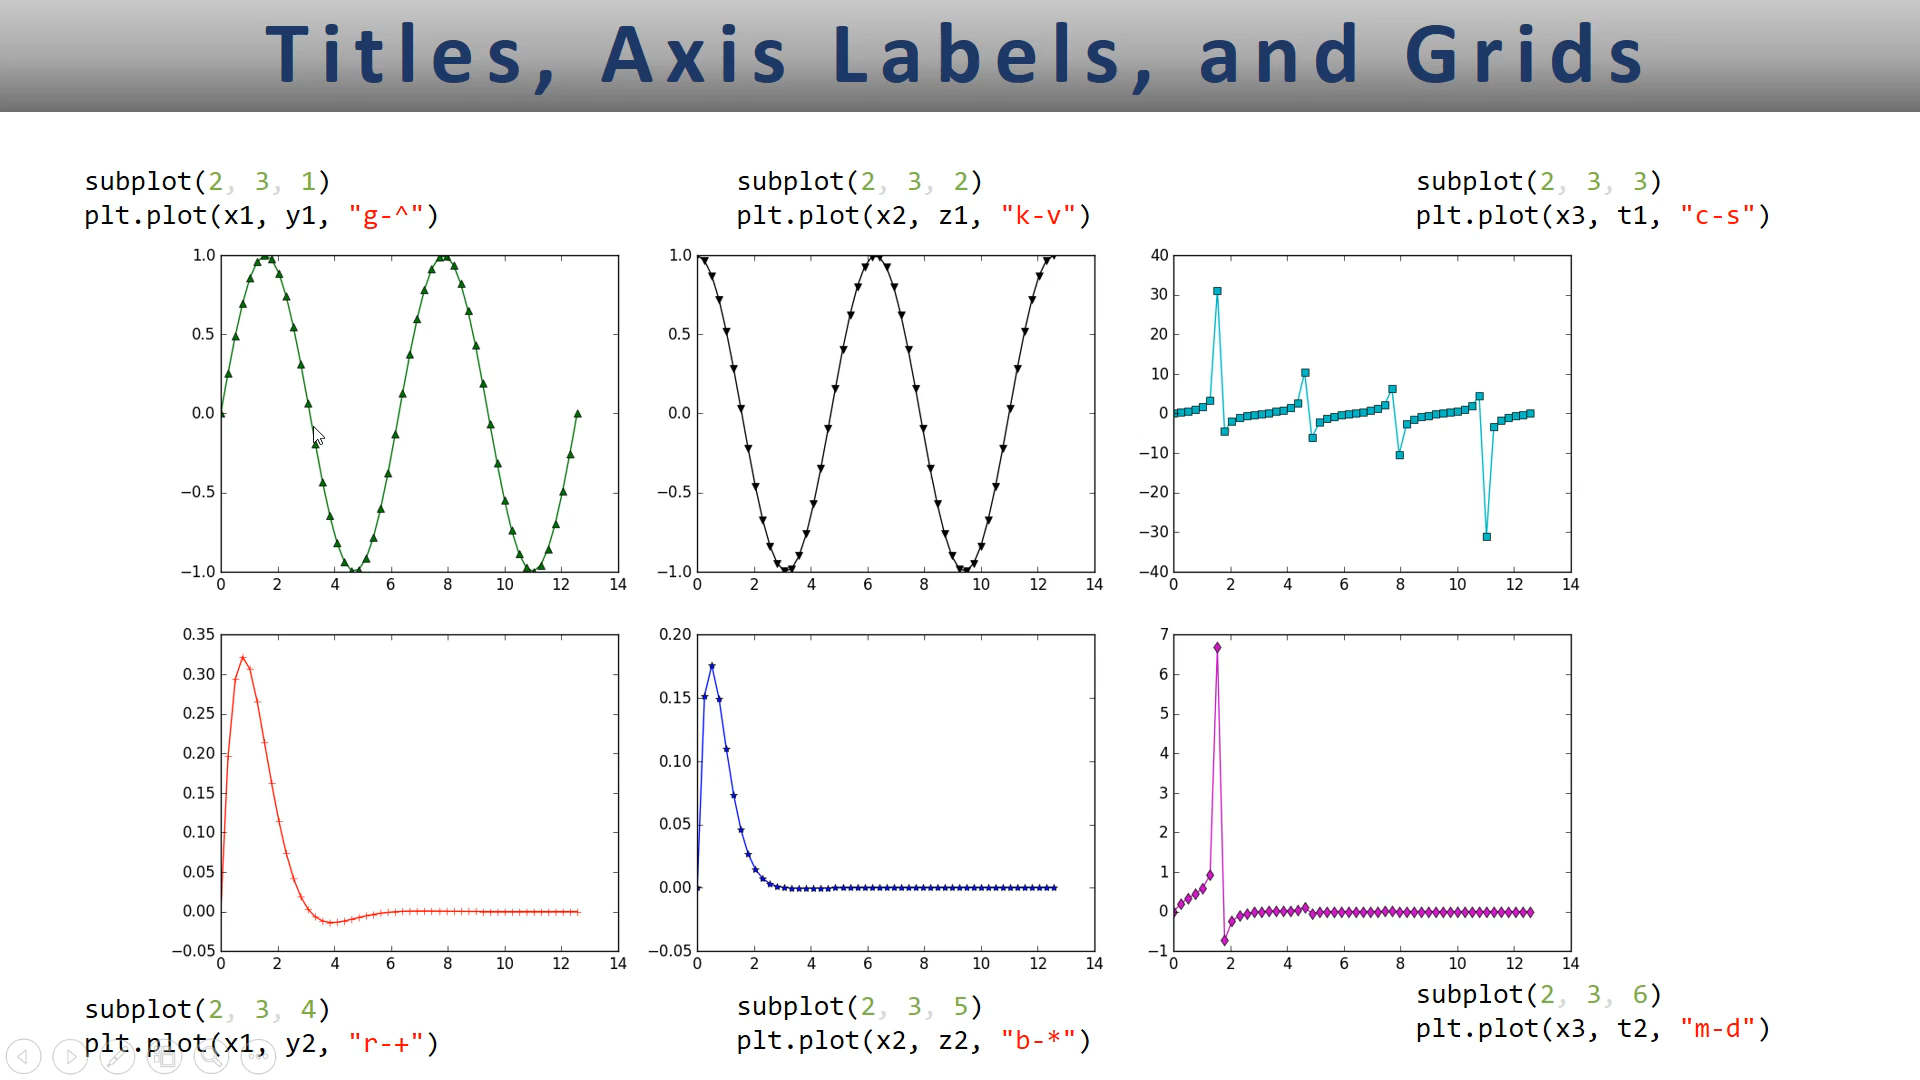 Titles, Axis Labels, and Grids
subplot(2, 3, 1)
plt.plot(x1, y1, "g-^")
subplot(2, 3, 2)
plt.plot(x2, z1, "k-v")
subplot(2, 3, 3)
plt.plot(x3, t1, "c-s")
1.0
0.5
0.0
−0.5
−1.0
0 2 4 6 8 10 12 14
1.0
0.5
0.0
−0.5
−1.0
0 2 4 6 8 10 12 14
40
30
20
10
0
−10
−20
−30
−40
0 2 4 6 8 10 12 14
0.35
0.30
0.25
0.20
0.15
0.10
0.05
0.00
−0.05
0 2 4 6 8 10 12 14
0.20
0.15
0.10
0.05
0.00
−0.05
0 2 4 6 8 10 12 14
7
6
5
4
3
2
1
0
−1
0 2 4 6 8 10 12 14
subplot(2, 3, 4)
plt.plot(x1, y2, "r-+")
subplot(2, 3, 5)
plt.plot(x2, z2, "b-*")
subplot(2, 3, 6)
plt.plot(x3, t2, "m-d")